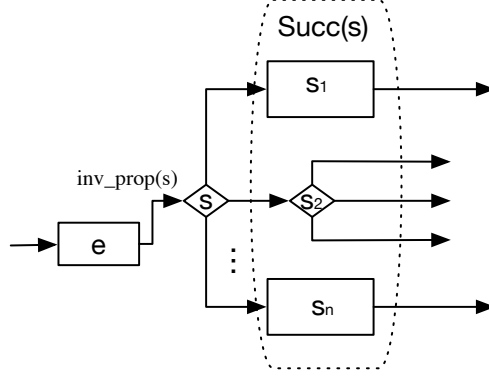 Succ(s)
s1
inv_prop(s)
s
s2
e
⋮
sn